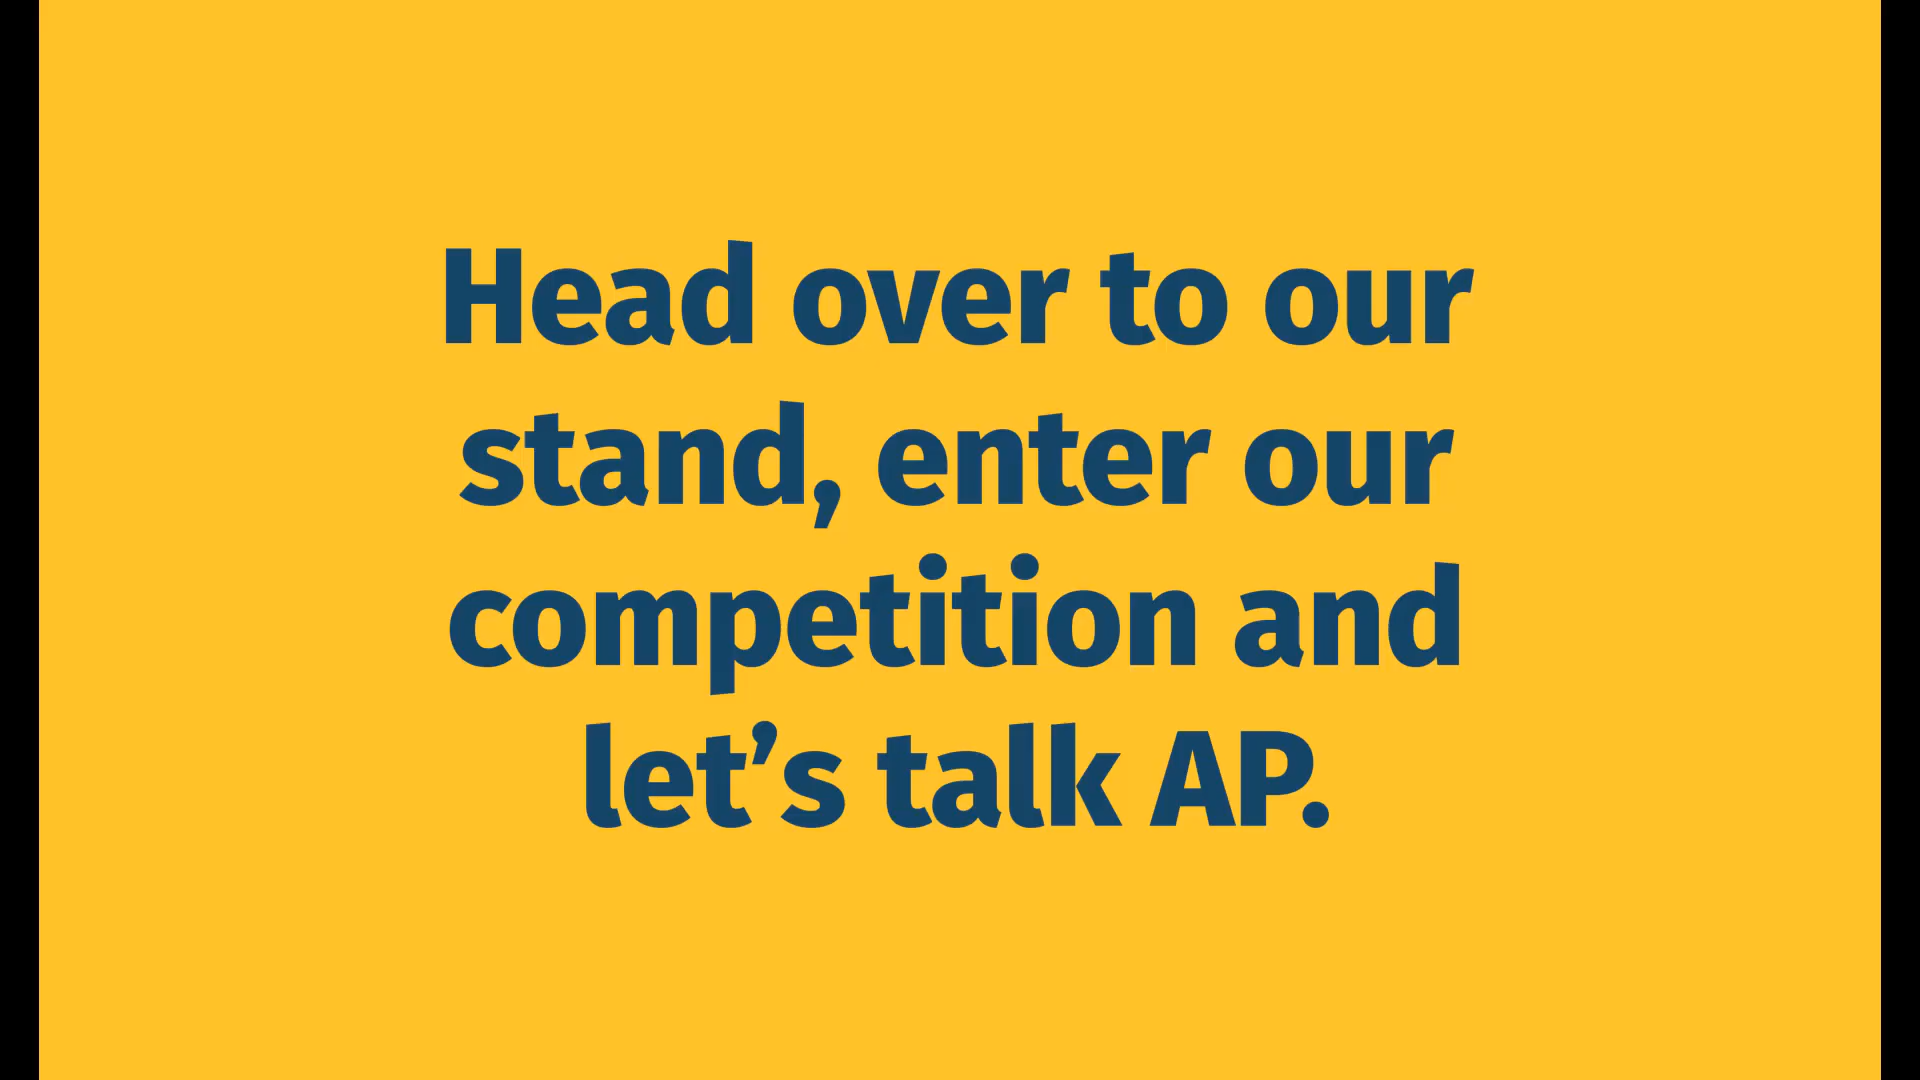 Head over to our
stand, enter our
competition and
let’s talk AP.